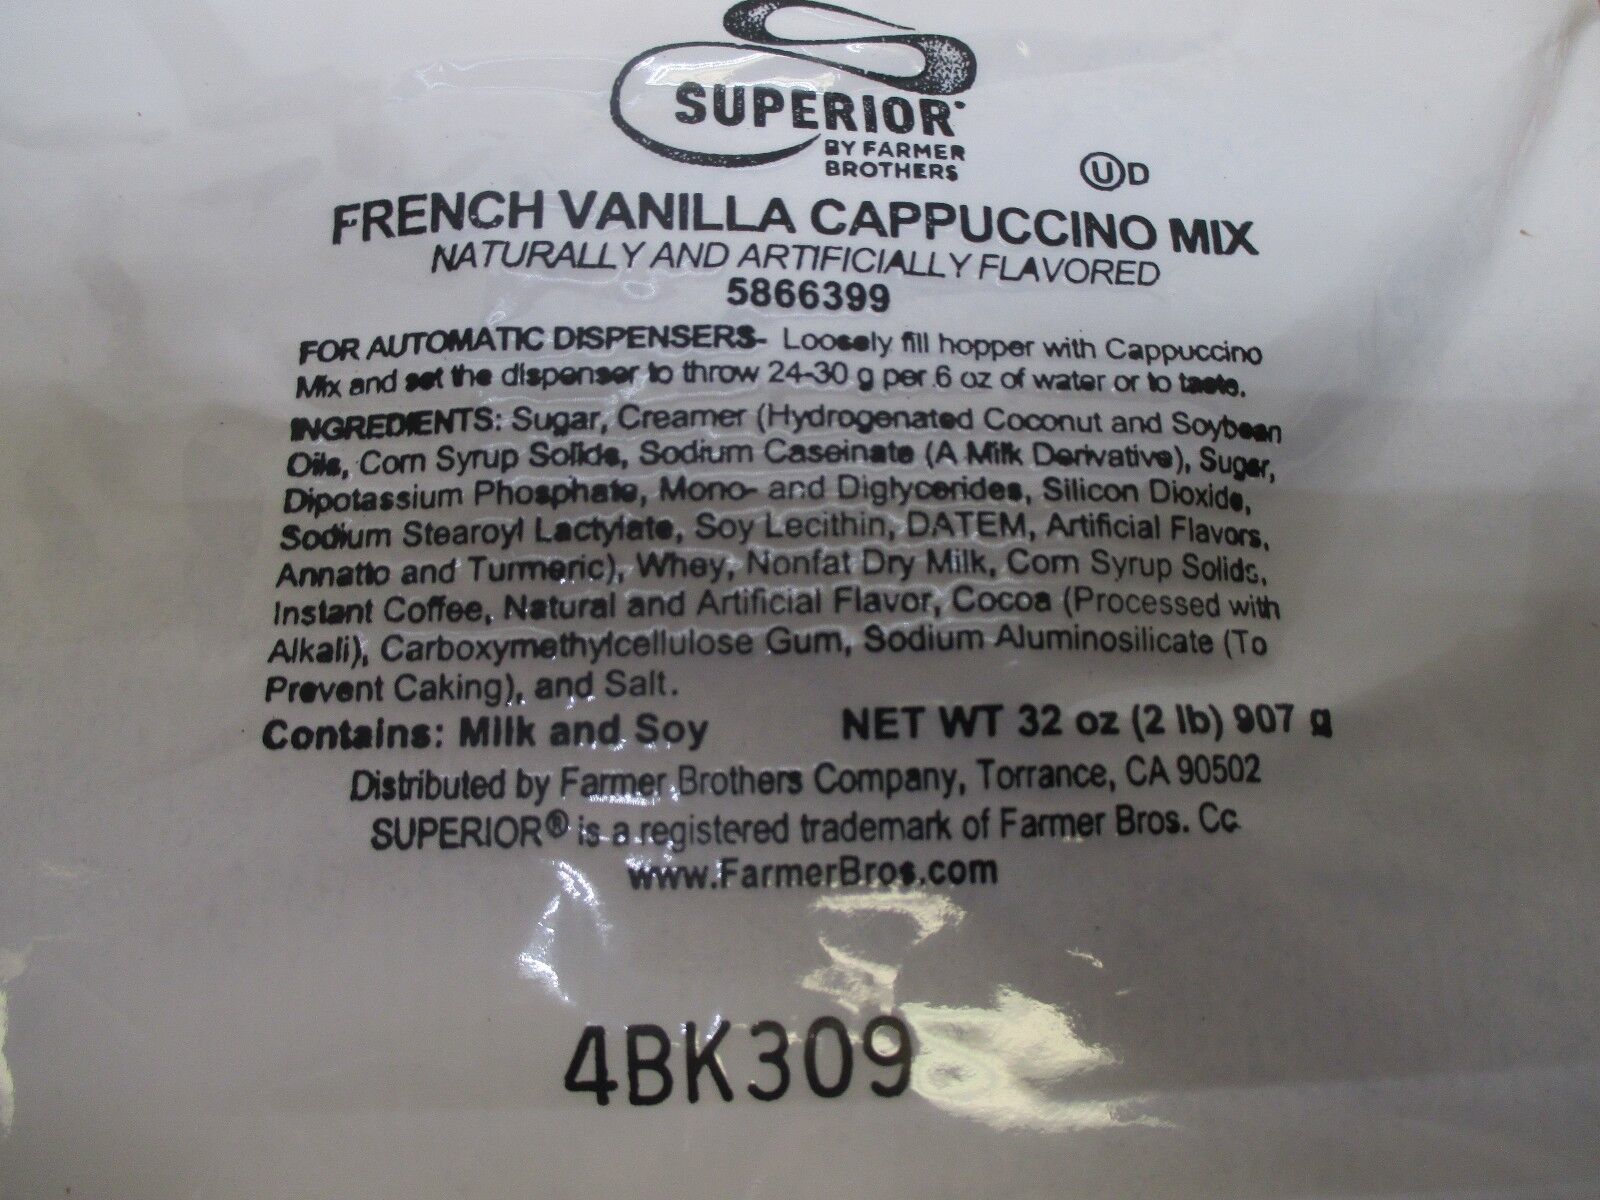 SUPERIOR
BY FARMER
BROTHERS
UD
FRENCH VANILLA CAPPUCCINO MIX
NATURALLY AND ARTIFICIALLY FLAVORED
5866399
FOR AUTOMATIC DISPENSERS- Loosely fill hopper with Cappuccino
Mix and set the dispenser to throw 24-30 g per 6 oz of water or to taste.
INGREDIENTS: Sugar, Creamer (Hydrogenated Coconut and Soybean
Oils, Corn Syrup Solids, Sodium Caseinate (A Milk Derivative), Sugar,
Dipotassium Phosphate, Mono- and Diglycerides, Silicon Dioxide,
Sodium Stearoyl Lactylate, Soy Lecithin, DATEM, Artificial Flavors,
Annatto and Turmeric), Whey, Nonfat Dry Milk, Corn Syrup Solids,
Instant Coffee, Natural and Artificial Flavor, Cocoa (Processed with
Alkali), Carboxymethylcellulose Gum, Sodium Aluminosilicate (To
Prevent Caking), and Salt.
Contains: Milk and Soy NET WT 32 oz (2 lb) 907 g
Distributed by Farmer Brothers Company, Torrance, CA 90502
SUPERIOR® is a registered trademark of Farmer Bros. Co
www.FarmerBros.com
4BK309